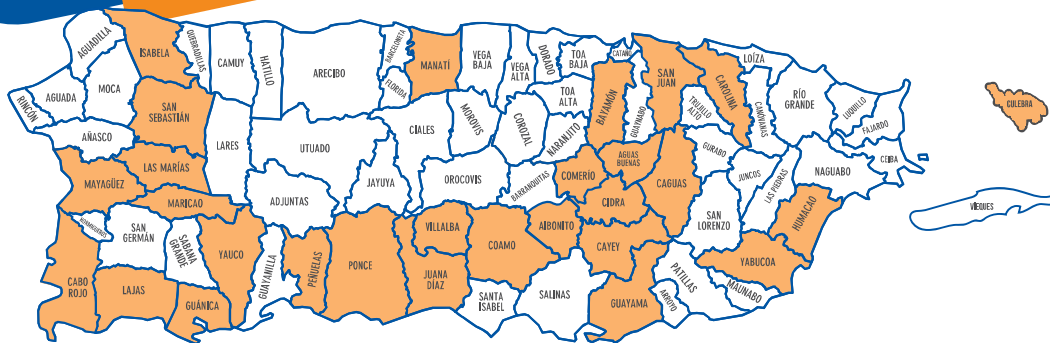 AGUADILLA
ISABELA
QUEBRADILLAS
CAMUY
HATILLO
ARECIBO
BARCELONETA
FLORIDA
MANATÍ
VEGA
BAJA
VEGA
ALTA
DORADO
TOA
BAJA
TOA
ALTA
CATAÑO
BAYAMÓN
GUAYNABO
SAN
JUAN
TRUJILLO
ALTO
CAROLINA
LOÍZA
CANÓVANAS
RÍO
GRANDE
LUQUILLO
FAJARDO
CEIBA
CULEBRA
VIEQUES
RINCÓN
AGUADA
MOCA
SAN
SEBASTIÁN
AÑASCO
LARES
UTUADO
CIALES
MOROVIS
COROZAL
NARANJITO
LAS MARÍAS
MAYAGÜEZ
MARICAO
ADJUNTAS
JAYUYA
OROCOVIS
BARRANQUITAS
COMERÍO
AGUAS
BUENAS
CIDRA
CAGUAS
GURABO
JUNCOS
LAS PIEDRAS
NAGUABO
HUMACAO
SAN
LORENZO
YABUCOA
MAUNABO
PATILLAS
ARROYO
GUAYAMA
CAYEY
AIBONITO
SALINAS
COAMO
SANTA
ISABEL
VILLALBA
JUANA
DÍAZ
PONCE
PEÑUELAS
GUAYANILLA
YAUCO
GUÁNICA
SABANA
GRANDE
SAN
GERMÁN
LAJAS
CABO
ROJO